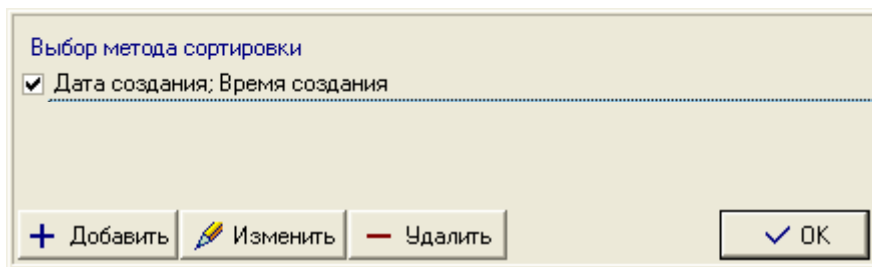 Выбор метода сортировки
Дата создания; Время создания
Добавить Изменить Удалить OK